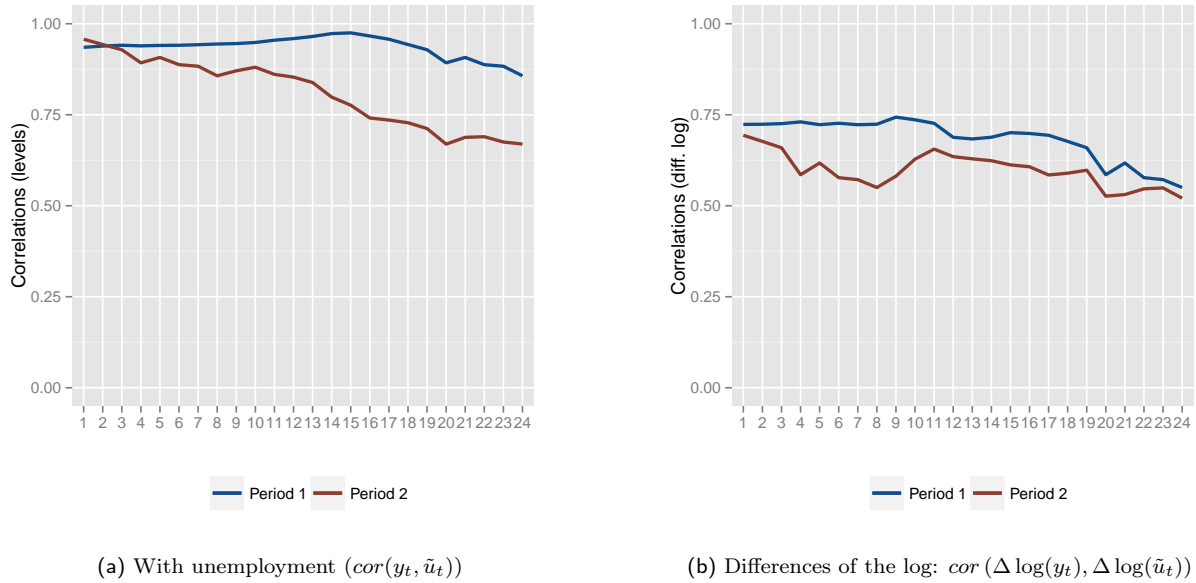 1.00
0.75
0.50
0.25
0.00
Correlations (levels)
1 2 3 4 5 6 7 8 9 10 11 12 13 14 15 16 17 18 19 20 21 22 23 24
Period 1 Period 2
(a) With unemployment (cor(yₜ, ũₜ))
1.00
0.75
0.50
0.25
0.00
Correlations (diff. log)
1 2 3 4 5 6 7 8 9 10 11 12 13 14 15 16 17 18 19 20 21 22 23 24
Period 1 Period 2
(b) Differences of the log: cor (Δ log(yₜ), Δ log(ũₜ))